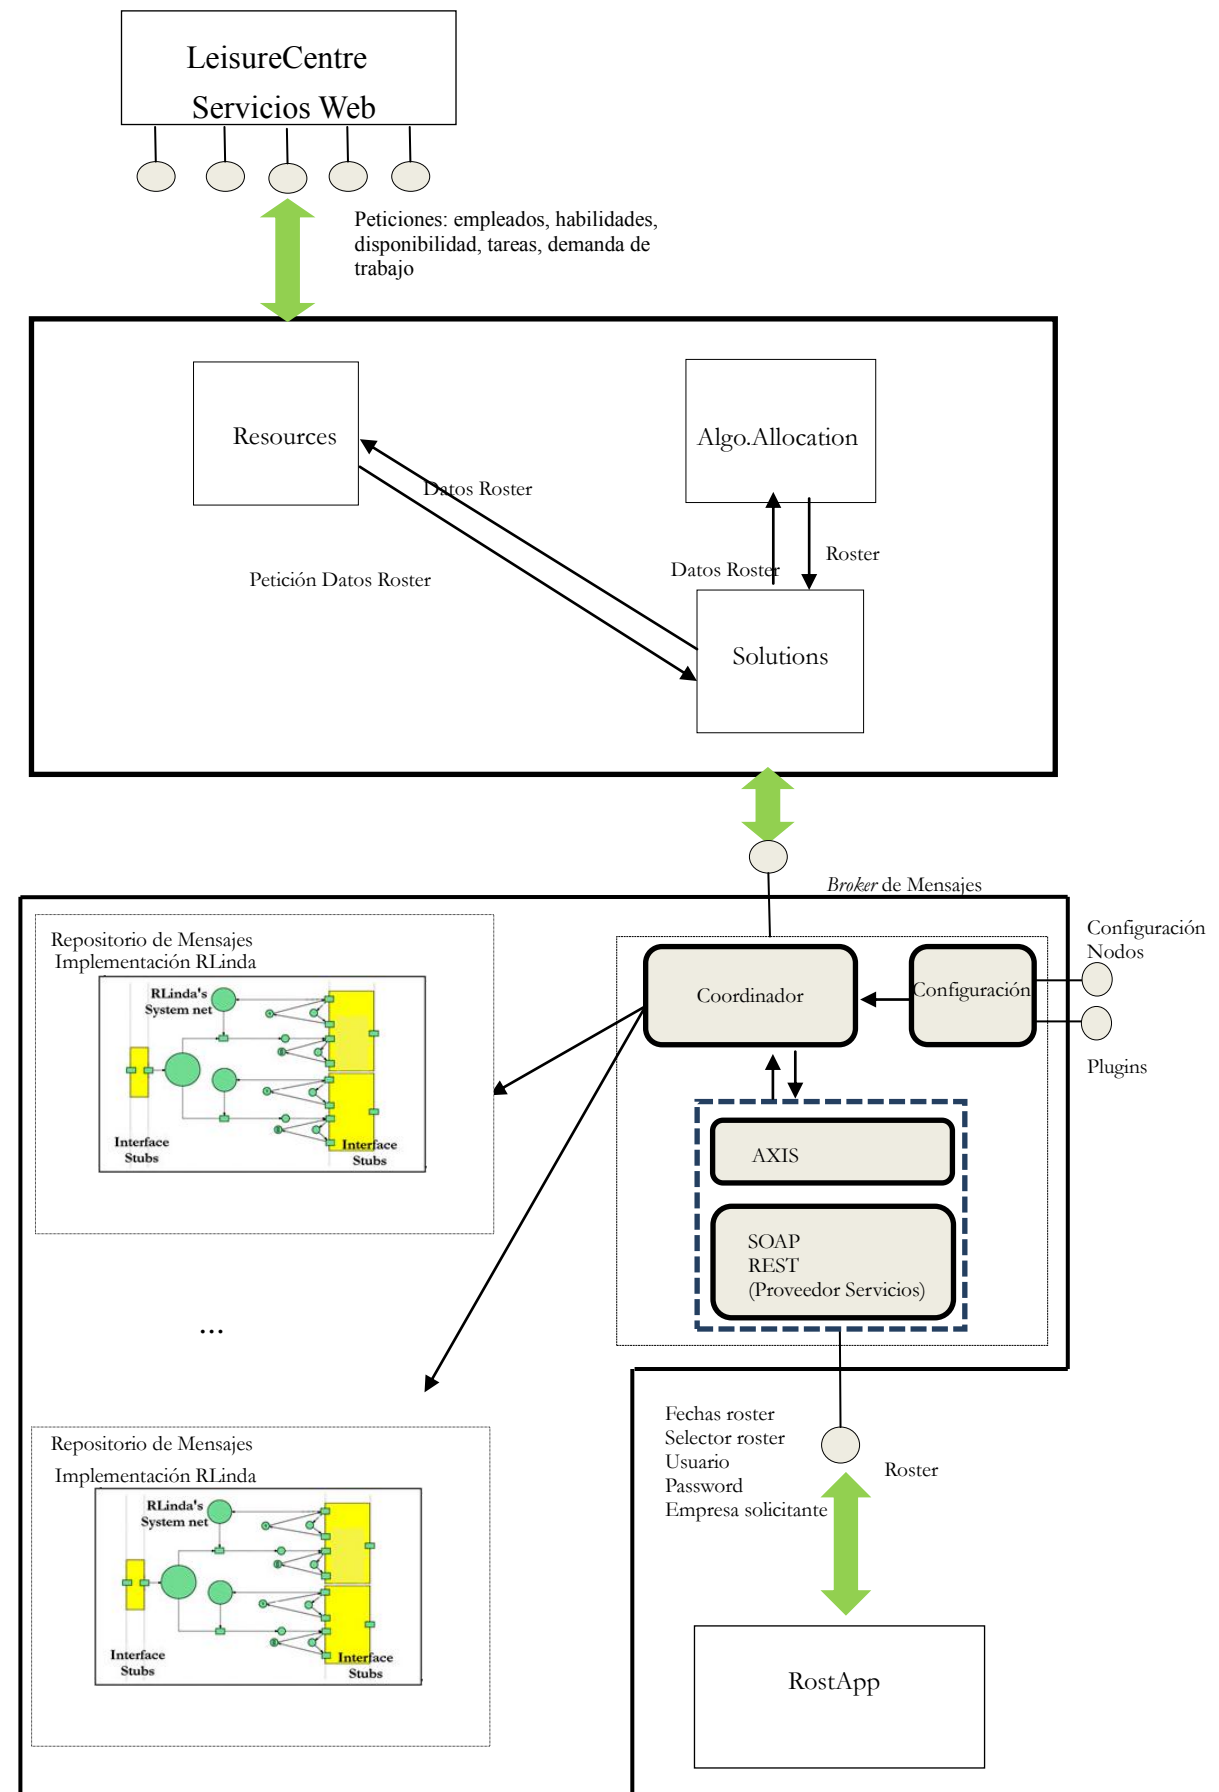 LeisureCentre
Servicios Web
Peticiones: empleados, habilidades,
disponibilidad, tareas, demanda de
trabajo
Resources
Algo.Allocation
Datos Roster
Roster
Datos Roster
Petición Datos Roster
Solutions
Broker de Mensajes
Repositorio de Mensajes
Implementación RLinda
RLinda's
System net
Interface
Stubs
Interface
Stubs
Coordinador
Configuración
Configuración
Nodos
Plugins
AXIS
SOAP
REST
(Proveedor Servicios)
...
Repositorio de Mensajes
Implementación RLinda
RLinda's
System net
Interface
Stubs
Interface
Stubs
Fechas roster
Selector roster
Usuario
Password
Empresa solicitante
Roster
RostApp